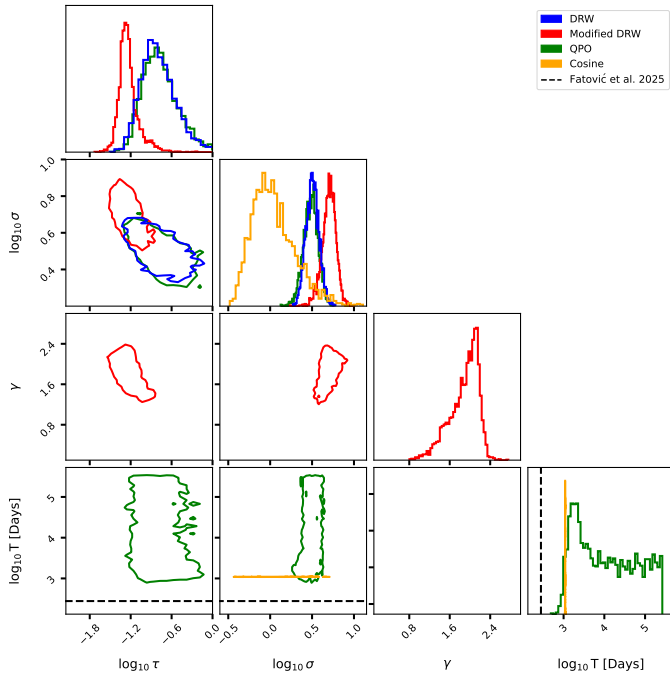 DRW
Modified DRW
QPO
Cosine
Fatović et al. 2025
1.0
0.8
0.6
0.4
log₁₀ σ
2.4
1.6
0.8
γ
5
4
3
log₁₀ T [Days]
−1.8
−1.2
−0.6
0.0
−0.5
0.0
0.5
1.0
0.8
1.6
2.4
3
4
5
log₁₀ τ
log₁₀ σ
γ
log₁₀ T [Days]